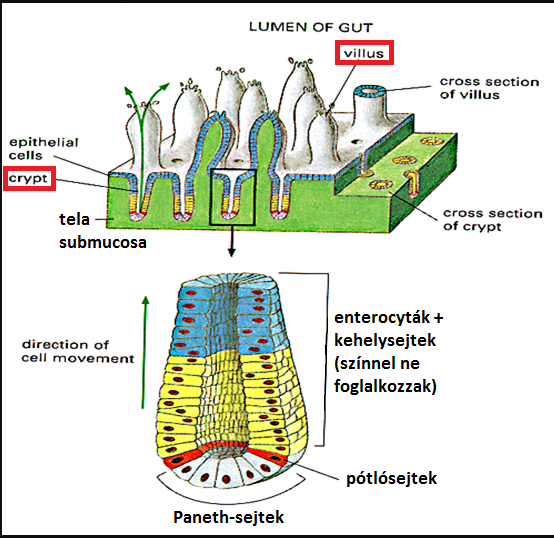 LUMEN OF GUT
villus
cross section
of villus
epithelial
cells
crypt
tela
submucosa
cross section
of crypt
direction of
cell movement
enterocyták +
kehelysejtek
(színnel ne
foglalkozzak)
pótlósejtek
Paneth-sejtek